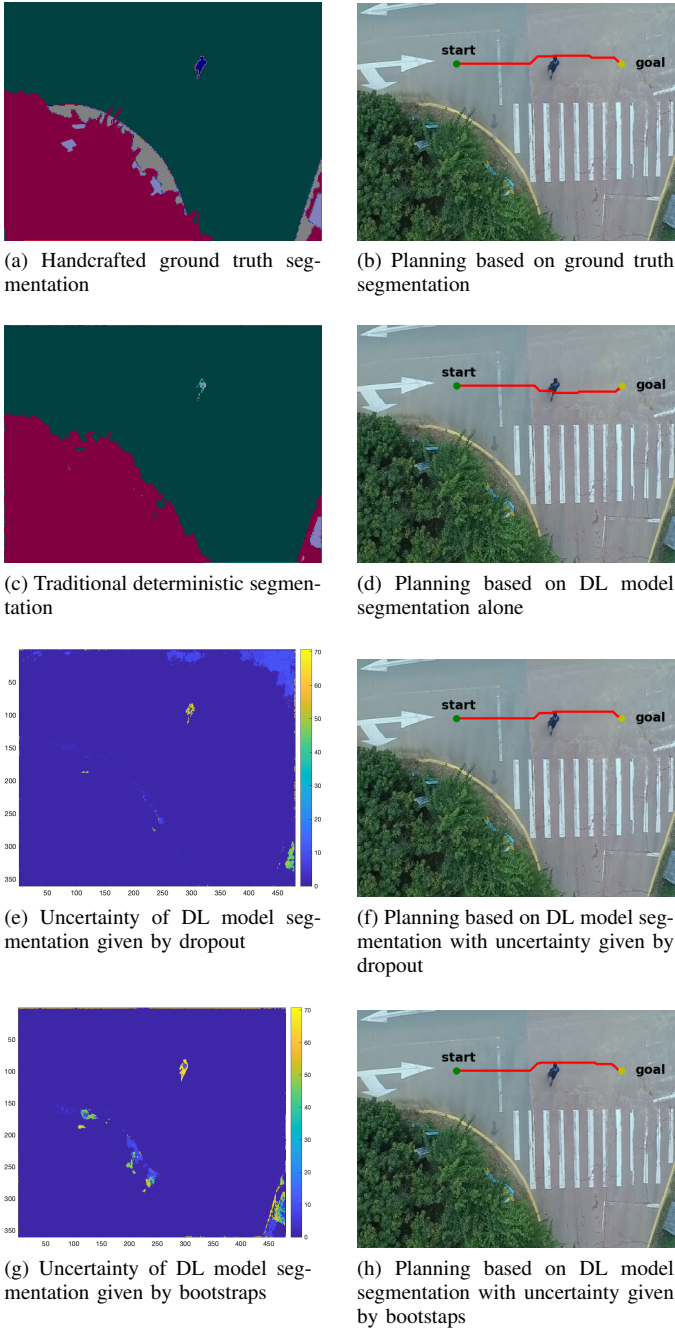 start
goal
(a) Handcrafted ground truth seg-
mentation
(b) Planning based on ground truth
segmentation
start
goal
(c) Traditional deterministic segmen-
tation
(d) Planning based on DL model
segmentation alone
50
100
150
200
250
300
350
50 100 150 200 250 300 350 400 450
70
60
50
40
30
20
10
0
start
goal
(e) Uncertainty of DL model seg-
mentation given by dropout
(f) Planning based on DL model seg-
mentation with uncertainty given by
dropout
50
100
150
200
250
300
350
50 100 150 200 250 300 350 400 450
70
60
50
40
30
20
10
0
start
goal
(g) Uncertainty of DL model seg-
mentation given by bootstraps
(h) Planning based on DL model
segmentation with uncertainty given
by bootstaps